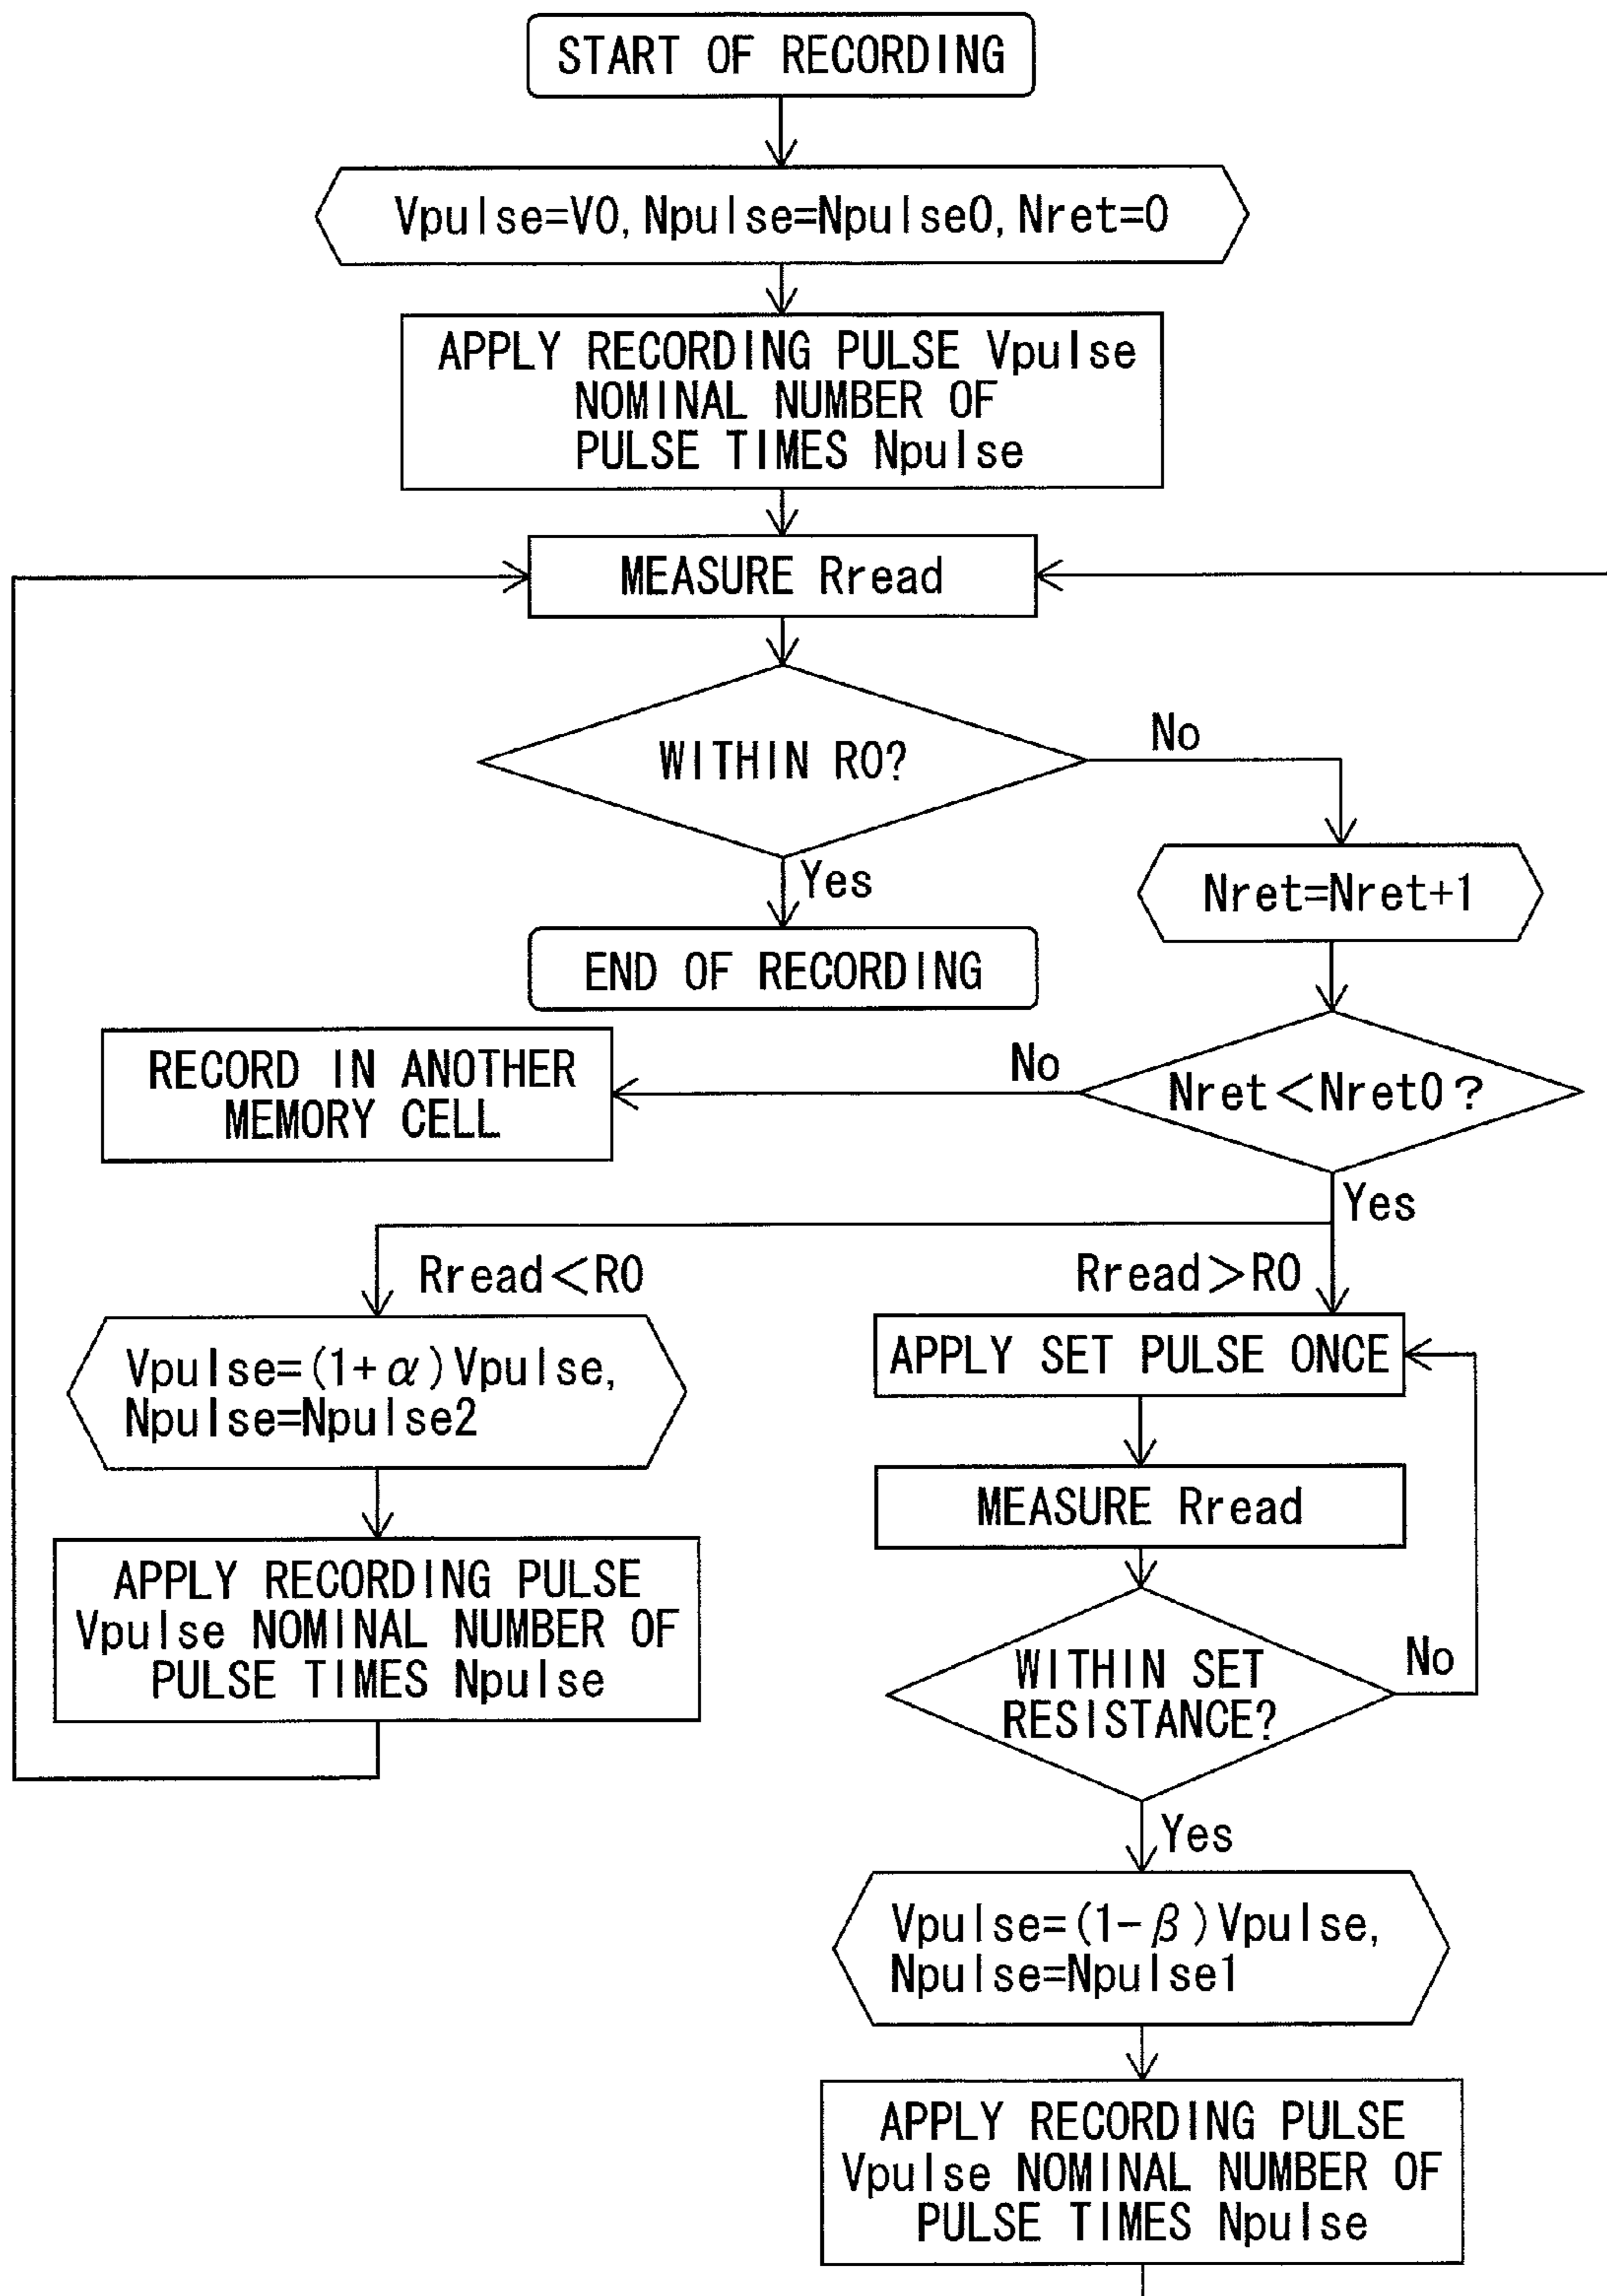 START OF RECORDING
Vpulse=V0, Npulse=Npulse0, Nret=0
APPLY RECORDING PULSE Vpulse
NOMINAL NUMBER OF
PULSE TIMES Npulse
MEASURE Rread
WITHIN R0?
No
Yes
Nret=Nret+1
END OF RECORDING
RECORD IN ANOTHER
MEMORY CELL
No
Nret<Nret0?
Yes
Rread<R0
Rread>R0
Vpulse=(1+α)Vpulse,
Npulse=Npulse2
APPLY SET PULSE ONCE
MEASURE Rread
APPLY RECORDING PULSE
Vpulse NOMINAL NUMBER OF
PULSE TIMES Npulse
WITHIN SET
RESISTANCE?
No
Yes
Vpulse=(1-β)Vpulse,
Npulse=Npulse1
APPLY RECORDING PULSE
Vpulse NOMINAL NUMBER OF
PULSE TIMES Npulse